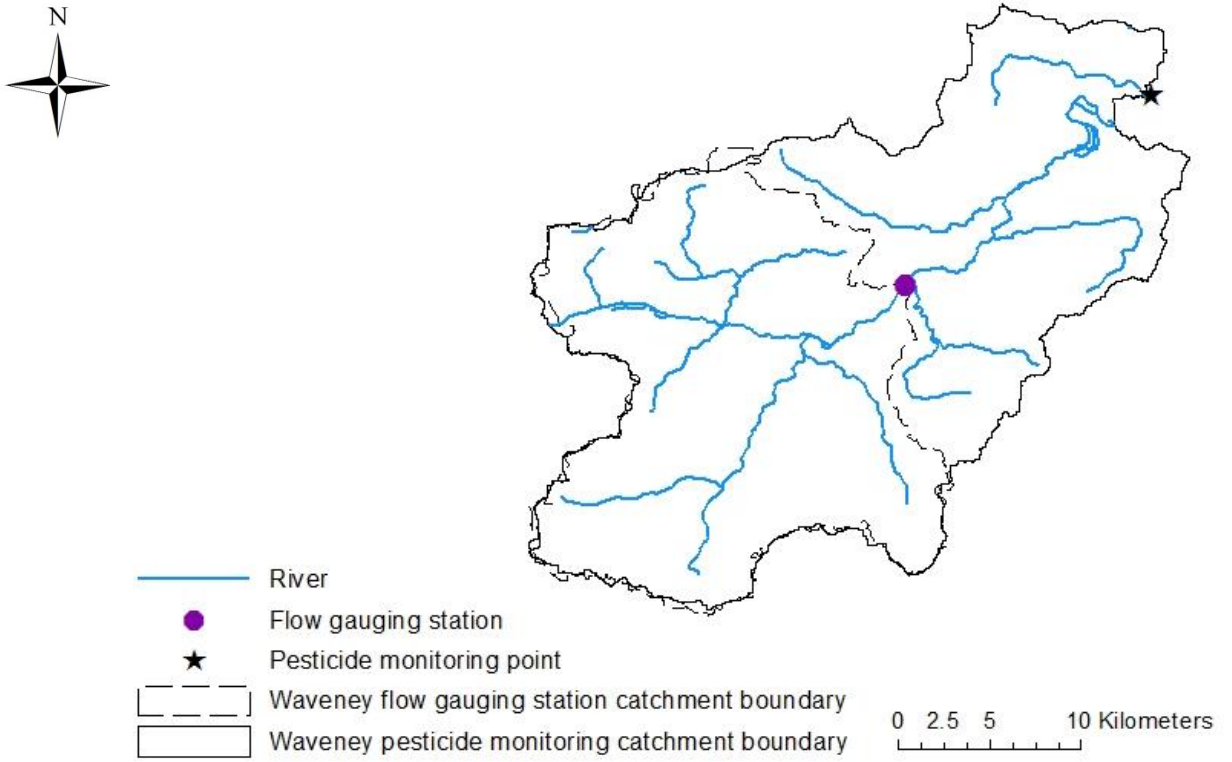 N
River
Flow gauging station
Pesticide monitoring point
Waveney flow gauging station catchment boundary
Waveney pesticide monitoring catchment boundary
0 2.5 5 10 Kilometers